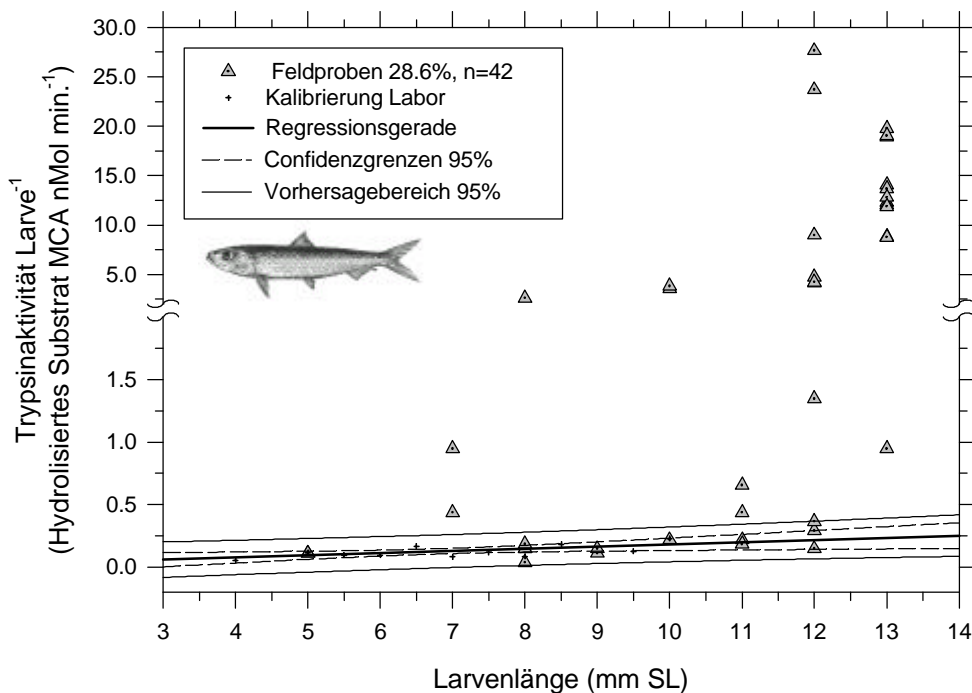 30.0
25.0
20.0
15.0
10.0
5.0
1.5
1.0
0.5
0.0
Trypsinaktivität Larve-1
(Hydrolisiertes Substrat MCA nMol min.-1)
Feldproben 28.6%, n=42
Kalibrierung Labor
Regressionsgerade
Confidenzgrenzen 95%
Vorhersagebereich 95%
3 4 5 6 7 8 9 10 11 12 13 14
Larvenlänge (mm SL)